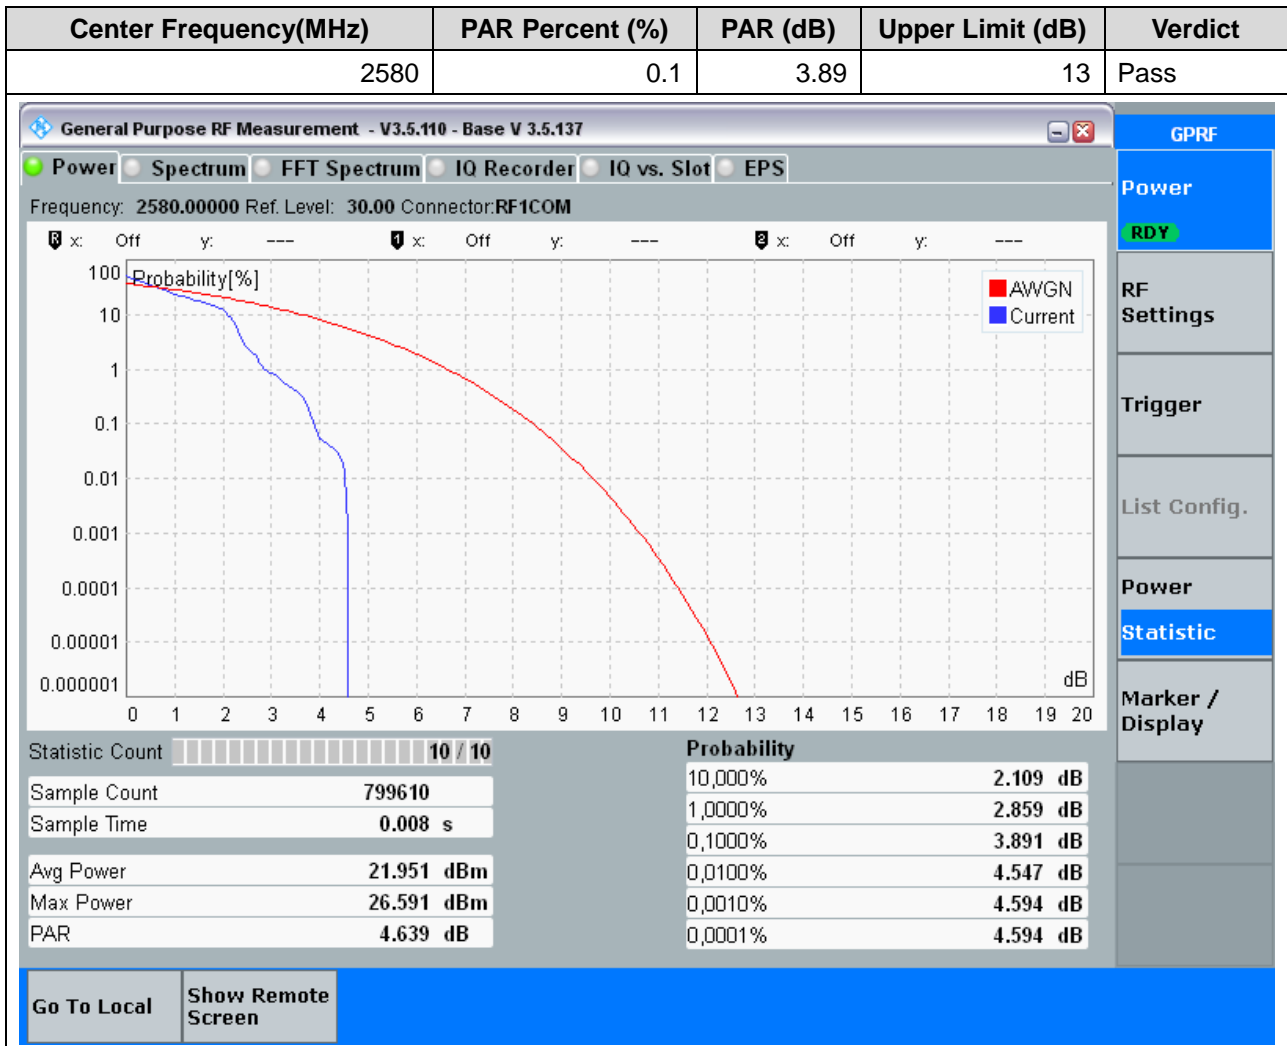 Center Frequency(MHz) PAR Percent (%) PAR (dB) Upper Limit (dB) Verdict
2580 0.1 3.89 13 Pass
General Purpose RF Measurement - V3.5.110 - Base V 3.5.137
GPRF
Power Spectrum FFT Spectrum IQ Recorder IQ vs. Slot EPS
Frequency: 2580.00000 Ref. Level: 30.00 Connector:RF1COM
R x: Off y: --- 1 x: Off y: --- 2 x: Off y: ---
Probability[%]
AWGN
Current
100
10
1
0.1
0.01
0.001
0.0001
0.00001
0.000001
dB
0 1 2 3 4 5 6 7 8 9 10 11 12 13 14 15 16 17 18 19 20
Statistic Count 10 / 10
Sample Count 799610
Sample Time 0.008 s
Avg Power 21.951 dBm
Max Power 26.591 dBm
PAR 4.639 dB
Probability
10,000% 2.109 dB
1,0000% 2.859 dB
0,1000% 3.891 dB
0,0100% 4.547 dB
0,0010% 4.594 dB
0,0001% 4.594 dB
Power
RDY
RF
Settings
Trigger
List Config.
Power
Statistic
Marker /
Display
Go To Local
Show Remote
Screen